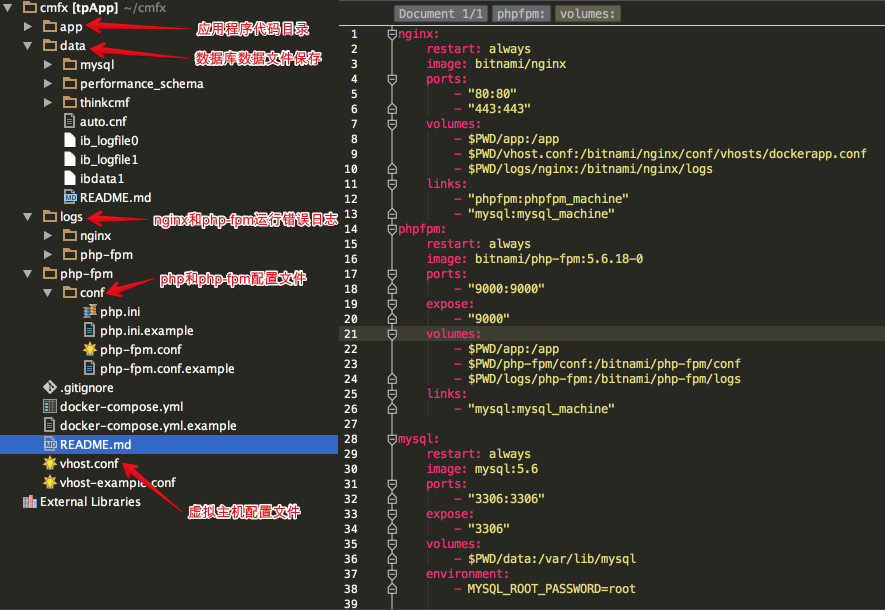 cmfx [tpApp] ~/cmfx
app
应用程序代码目录
data
数据库数据文件保存
mysql
performance_schema
thinkcmf
auto.cnf
ib_logfile0
ib_logfile1
ibdata1
README.md
logs
nginx和php-fpm运行错误日志
nginx
php-fpm
php-fpm
php和php-fpm配置文件
conf
php.ini
php.ini.example
php-fpm.conf
php-fpm.conf.example
.gitignore
docker-compose.yml
docker-compose.yml.example
README.md
vhost.conf
vhost-example.conf
虚拟主机配置文件
External Libraries
Document 1/1 phpfpm: volumes:
1 nginx:
2 restart: always
3 image: bitnami/nginx
4 ports:
5 - "80:80"
6 - "443:443"
7 volumes:
8 - $PWD/app:/app
9 - $PWD/vhost.conf:/bitnami/nginx/conf/vhosts/dockerapp.conf
10 - $PWD/logs/nginx:/bitnami/nginx/logs
11 links:
12 - "phpfpm:phpfpm_machine"
13 - "mysql:mysql_machine"
14 phpfpm:
15 restart: always
16 image: bitnami/php-fpm:5.6.18-0
17 ports:
18 - "9000:9000"
19 expose:
20 - "9000"
21 volumes:
22 - $PWD/app:/app
23 - $PWD/php-fpm/conf:/bitnami/php-fpm/conf
24 - $PWD/logs/php-fpm:/bitnami/php-fpm/logs
25 links:
26 - "mysql:mysql_machine"
27
28 mysql:
29 restart: always
30 image: mysql:5.6
31 ports:
32 - "3306:3306"
33 expose:
34 - "3306"
35 volumes:
36 - $PWD/data:/var/lib/mysql
37 environment:
38 - MYSQL_ROOT_PASSWORD=root
39